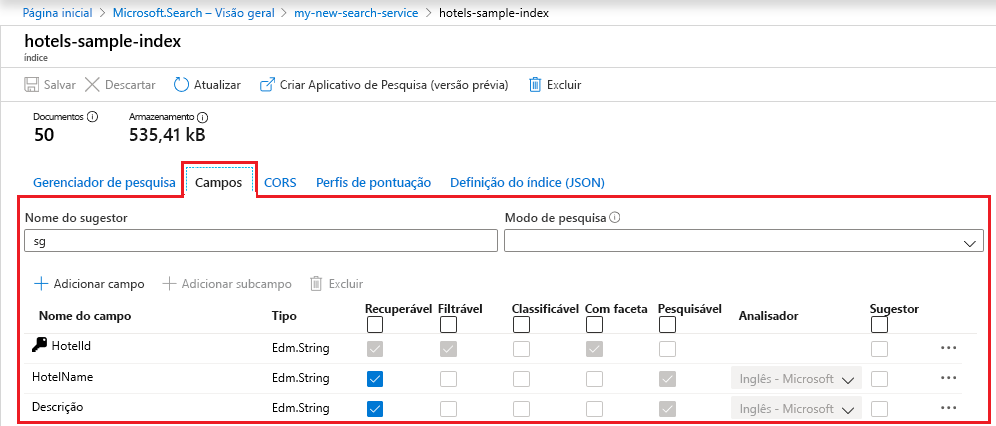 Página inicial > Microsoft.Search – Visão geral > my-new-search-service > hotels-sample-index
hotels-sample-index
índice
Salvar Descartar Atualizar Criar Aplicativo de Pesquisa (versão prévia) Excluir
Documentos Armazenamento
50 535,41 kB
Gerenciador de pesquisa Campos CORS Perfis de pontuação Definição do índice (JSON)
Nome do sugestor Modo de pesquisa
sg
+ Adicionar campo + Adicionar subcampo Excluir
Nome do campo Tipo Recuperável Filtrável Classificável Com faceta Pesquisável Analisador Sugestor
HotelId Edm.String
HotelName Edm.String Inglês - Microsoft
Descrição Edm.String Inglês - Microsoft